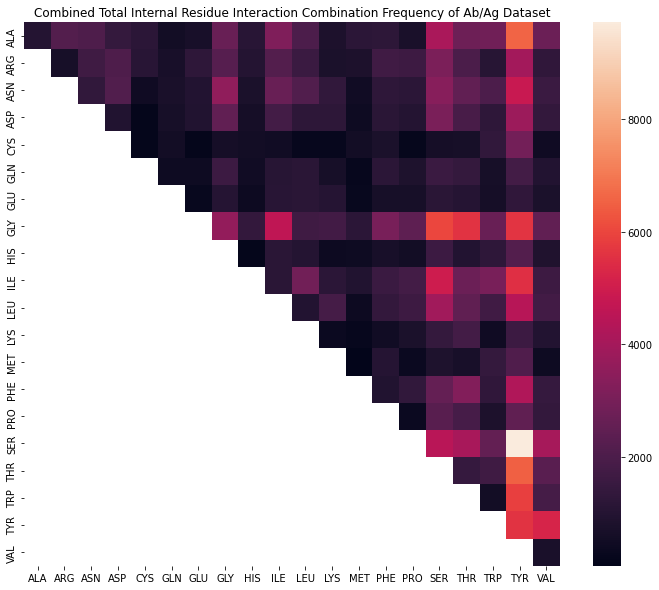 Combined Total Internal Residue Interaction Combination Frequency of Ab/Ag Dataset
ALA
ARG
ASN
ASP
CYS
GLN
GLU
GLY
HIS
ILE
LEU
LYS
MET
PHE
PRO
SER
THR
TRP
TYR
VAL
ALA ARG ASN ASP CYS GLN GLU GLY HIS ILE LEU LYS MET PHE PRO SER THR TRP TYR VAL
8000
6000
4000
2000